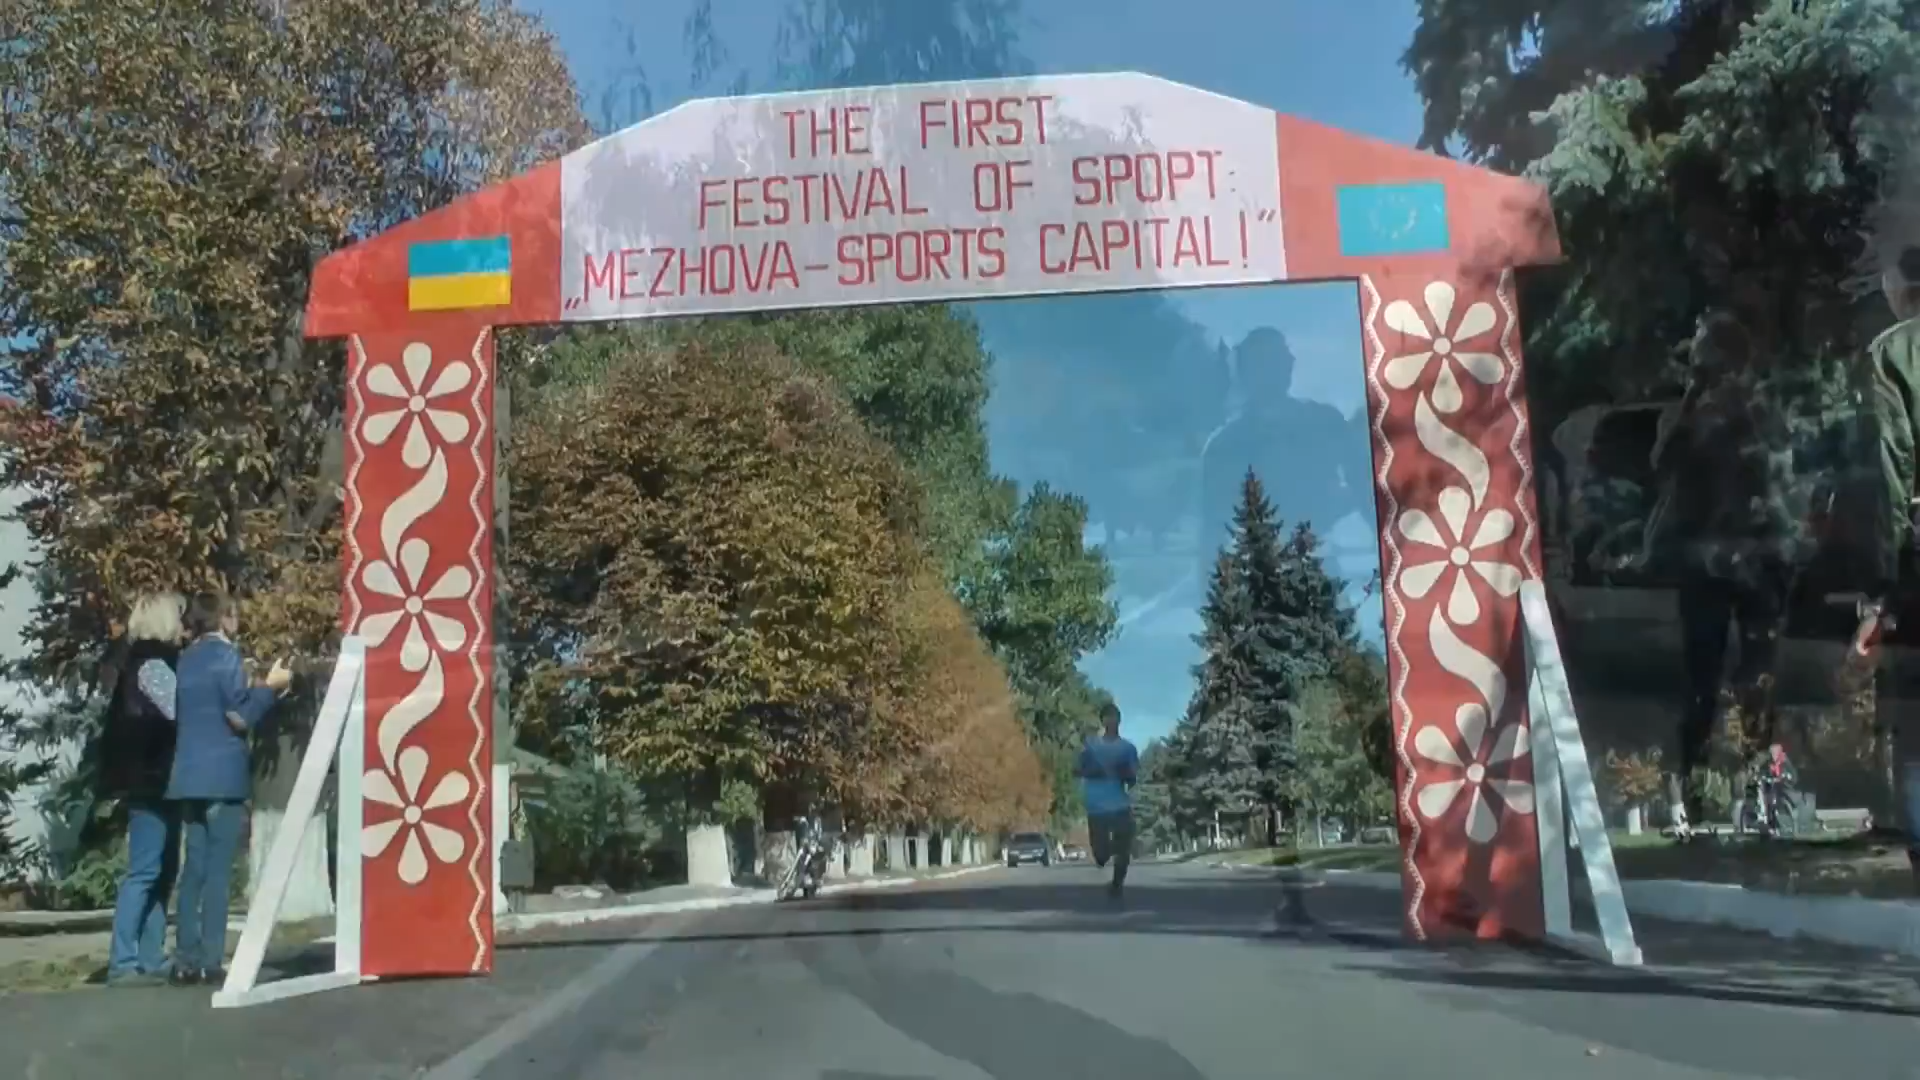 THE FIRST
FESTIVAL OF SPOPT:
„MEZHOVA-SPORTS CAPITAL!“